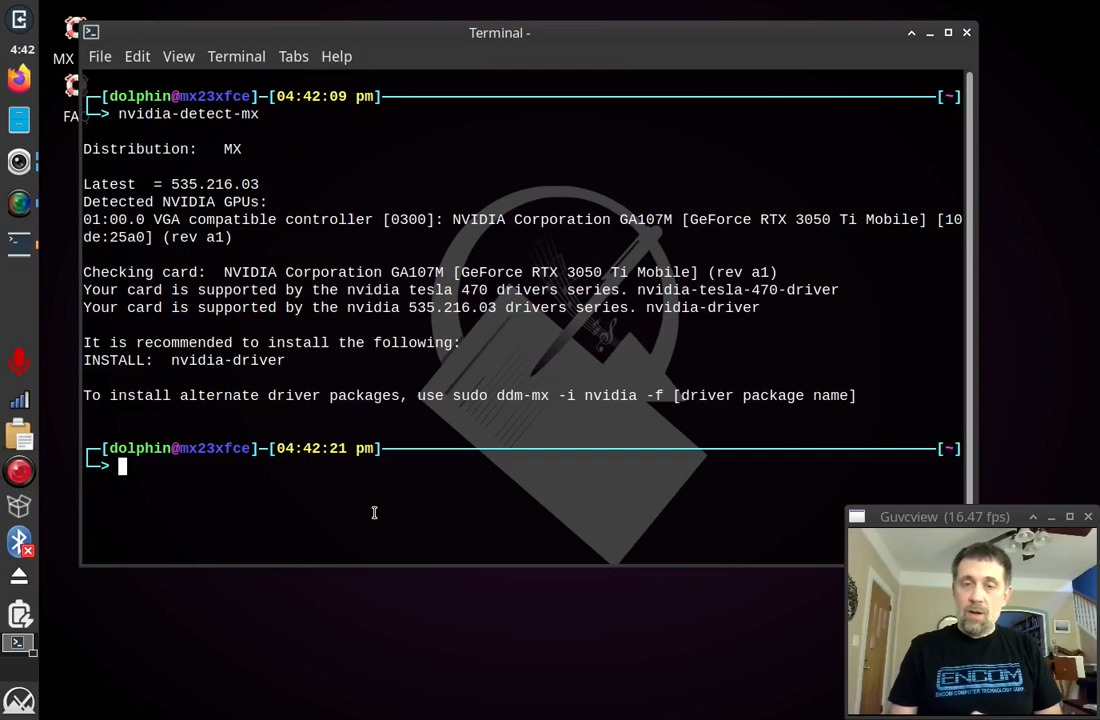 4:42
MX
FA
Terminal -
File Edit View Terminal Tabs Help
[dolphin@mx23xfce]-[04:42:09 pm] [~]
> nvidia-detect-mx
Distribution: MX
Latest = 535.216.03
Detected NVIDIA GPUs:
01:00.0 VGA compatible controller [0300]: NVIDIA Corporation GA107M [GeForce RTX 3050 Ti Mobile] [10
de:25a0] (rev a1)
Checking card: NVIDIA Corporation GA107M [GeForce RTX 3050 Ti Mobile] (rev a1)
Your card is supported by the nvidia tesla 470 drivers series. nvidia-tesla-470-driver
Your card is supported by the nvidia 535.216.03 drivers series. nvidia-driver
It is recommended to install the following:
INSTALL: nvidia-driver
To install alternate driver packages, use sudo ddm-mx -i nvidia -f [driver package name]
[dolphin@mx23xfce]-[04:42:21 pm] [~]
>
Guvcview (16.47 fps)
ENCOM
ENCOM COMPUTER TECHNOLOGY CORP.